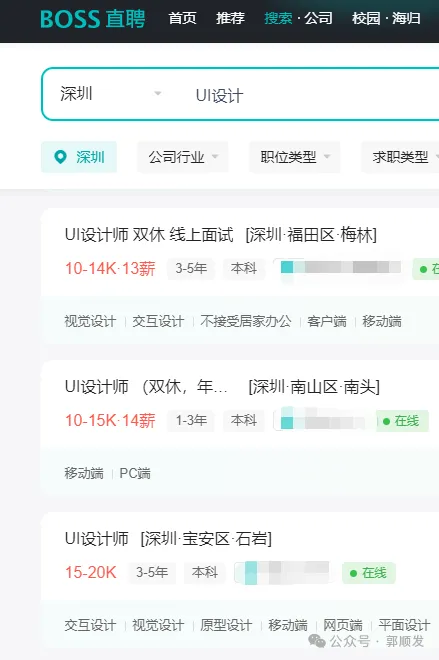 BOSS直聘 首页 推荐 搜索·公司 校园·海归
深圳 UI设计
深圳 公司行业 职位类型 求职类型
UI设计师 双休 线上面试 [深圳·福田区·梅林]
10-14K·13薪 3-5年 本科
视觉设计 交互设计 不接受居家办公 客户端 移动端
UI设计师 （双休，年... [深圳·南山区·南头]
10-15K·14薪 1-3年 本科 在线
移动端 PC端
UI设计师 [深圳·宝安区·石岩]
15-20K 3-5年 本科 在线
交互设计 视觉设计 原型设计 移动端 网页端 平面设计
公众号·郭顺发